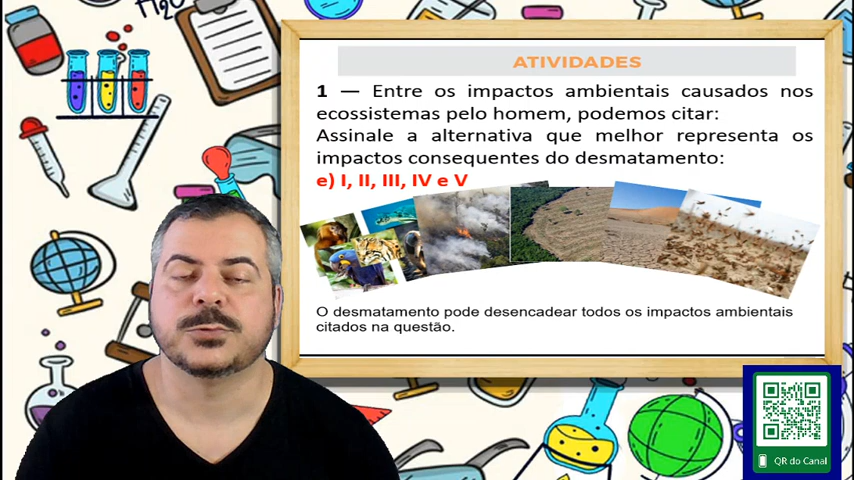 H20
ATIVIDADES
1 — Entre os impactos ambientais causados nos
ecossistemas pelo homem, podemos citar:
Assinale a alternativa que melhor representa os
impactos consequentes do desmatamento:
e) I, II, III, IV e V
O desmatamento pode desencadear todos os impactos ambientais
citados na questão.
QR do Canal